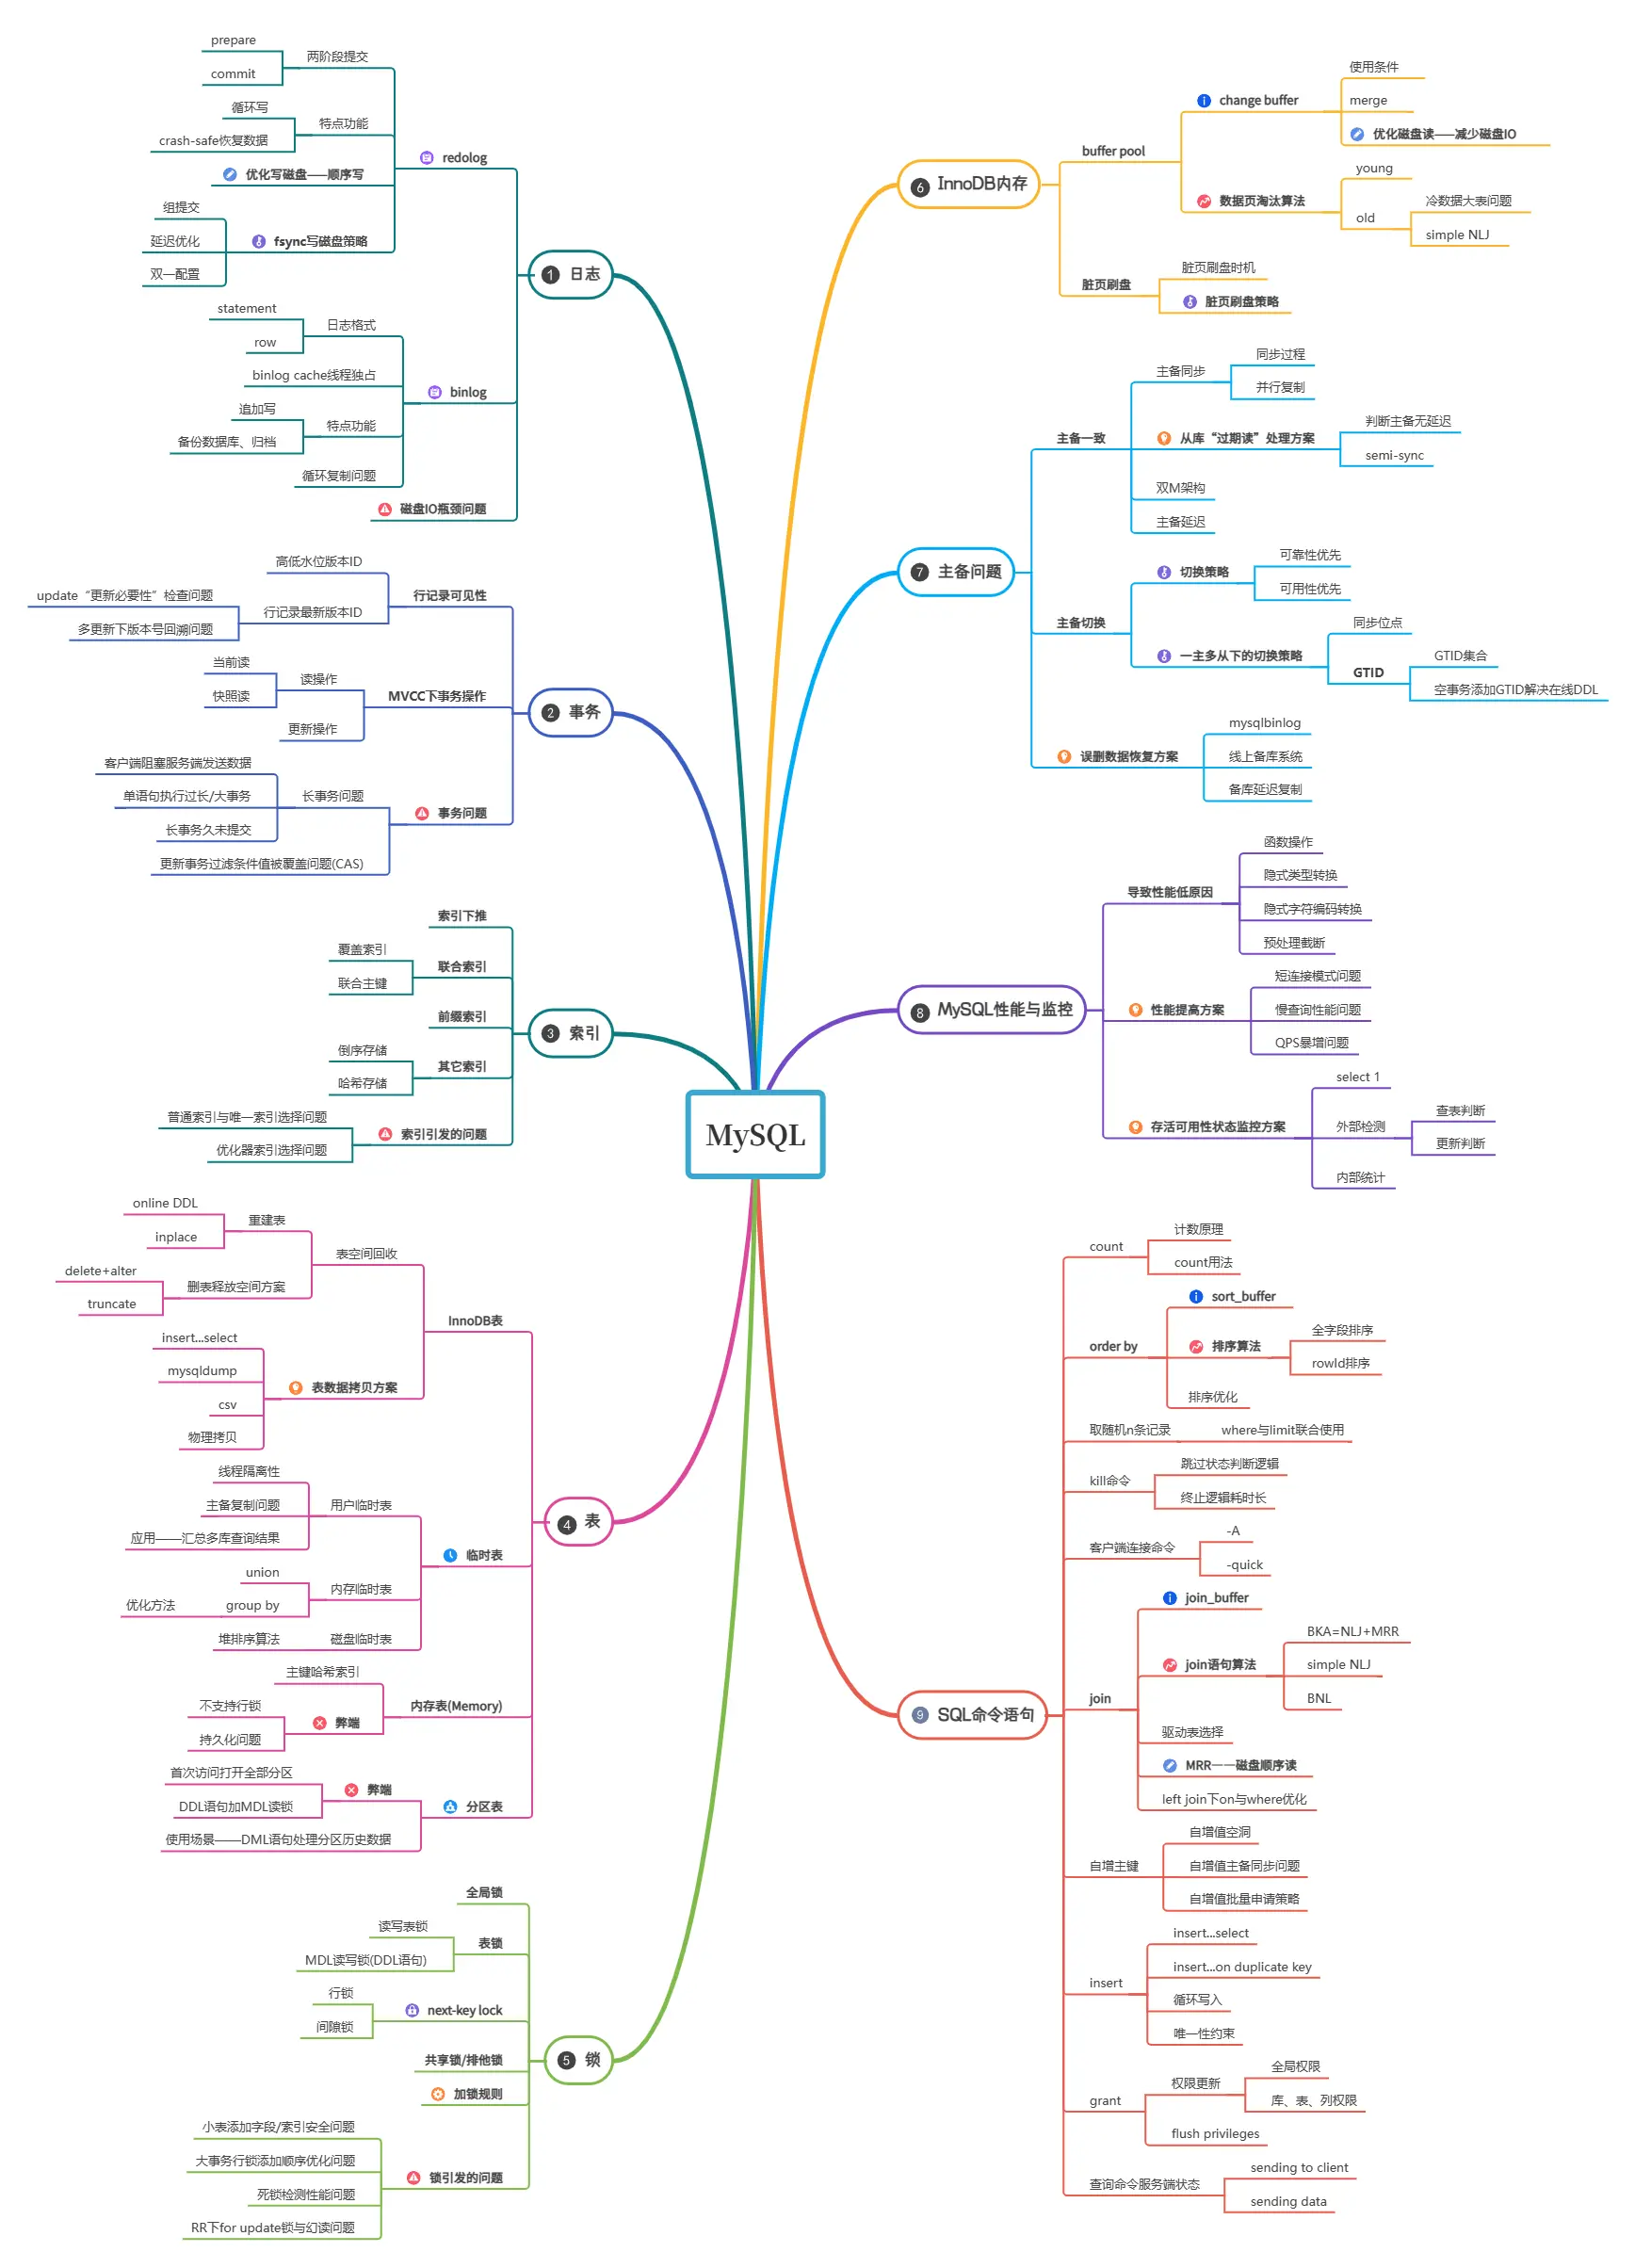 MySQL
1 日志
redolog
两阶段提交
prepare
commit
特点功能
循环写
crash-safe恢复数据
优化写磁盘——顺序写
fsync写磁盘策略
组提交
延迟优化
双一配置
binlog
日志格式
statement
row
binlog cache线程独占
特点功能
追加写
备份数据库、归档
循环复制问题
磁盘IO瓶颈问题
2 事务
行记录可见性
高低水位版本ID
行记录最新版本ID
update“更新必要性”检查问题
多更新下版本号回溯问题
MVCC下事务操作
读操作
当前读
快照读
更新操作
事务问题
长事务问题
客户端阻塞服务端发送数据
单语句执行过长/大事务
长事务久未提交
更新事务过滤条件值被覆盖问题(CAS)
3 索引
索引下推
联合索引
覆盖索引
联合主键
前缀索引
其它索引
倒序存储
哈希存储
索引引发的问题
普通索引与唯一索引选择问题
优化器索引选择问题
4 表
InnoDB表
表空间回收
重建表
online DDL
inplace
删表释放空间方案
delete+alter
truncate
表数据拷贝方案
insert...select
mysqldump
csv
物理拷贝
临时表
用户临时表
线程隔离性
主备复制问题
应用——汇总多库查询结果
内存临时表
union
group by
优化方法
磁盘临时表
堆排序算法
内存表(Memory)
主键哈希索引
弊端
不支持行锁
持久化问题
分区表
弊端
首次访问打开全部分区
DDL语句加MDL读锁
使用场景——DML语句处理分区历史数据
5 锁
全局锁
表锁
读写表锁
MDL读写锁(DDL语句)
next-key lock
行锁
间隙锁
共享锁/排他锁
加锁规则
锁引发的问题
小表添加字段/索引安全问题
大事务行锁添加顺序优化问题
死锁检测性能问题
RR下for update锁与幻读问题
6 InnoDB内存
buffer pool
change buffer
使用条件
merge
优化磁盘读——减少磁盘IO
数据页淘汰算法
young
old
冷数据大表问题
simple NLJ
脏页刷盘
脏页刷盘时机
脏页刷盘策略
7 主备问题
主备一致
主备同步
同步过程
并行复制
从库“过期读”处理方案
判断主备无延迟
semi-sync
双M架构
主备延迟
主备切换
切换策略
可靠性优先
可用性优先
一主多从下的切换策略
同步位点
GTID
GTID集合
空事务添加GTID解决在线DDL
误删数据恢复方案
mysqlbinlog
线上备库系统
备库延迟复制
8 MySQL性能与监控
导致性能低原因
函数操作
隐式类型转换
隐式字符编码转换
预处理截断
性能提高方案
短连接模式问题
慢查询性能问题
QPS暴增问题
存活可用性状态监控方案
select 1
外部检测
查表判断
更新判断
内部统计
9 SQL命令语句
count
计数原理
count用法
order by
sort_buffer
排序算法
全字段排序
rowId排序
排序优化
取随机n条记录
where与limit联合使用
kill命令
跳过状态判断逻辑
终止逻辑耗时长
客户端连接命令
-A
-quick
join
join_buffer
join语句算法
BKA=NLJ+MRR
simple NLJ
BNL
驱动表选择
MRR——磁盘顺序读
left join下on与where优化
自增主键
自增值空洞
自增值主备同步问题
自增值批量申请策略
insert
insert...select
insert...on duplicate key
循环写入
唯一性约束
grant
权限更新
全局权限
库、表、列权限
flush privileges
查询命令服务端状态
sending to client
sending data